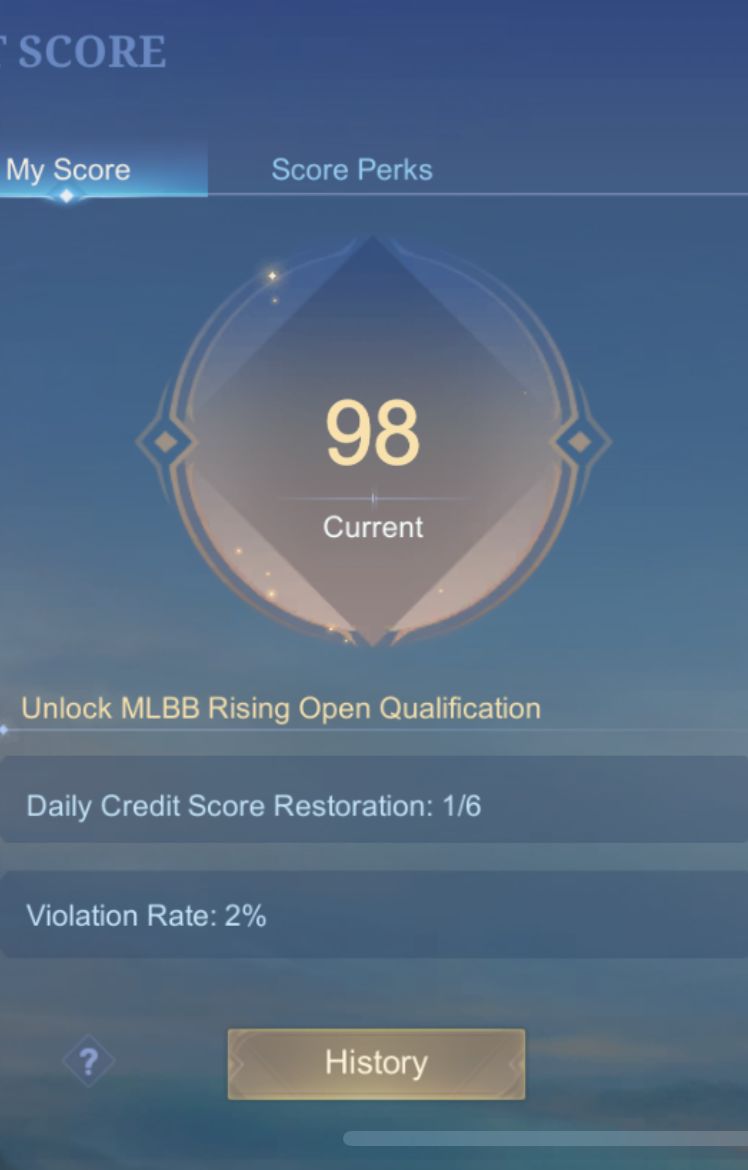 SCORE
My Score
Score Perks
98
Current
Unlock MLBB Rising Open Qualification
Daily Credit Score Restoration: 1/6
Violation Rate: 2%
?
History